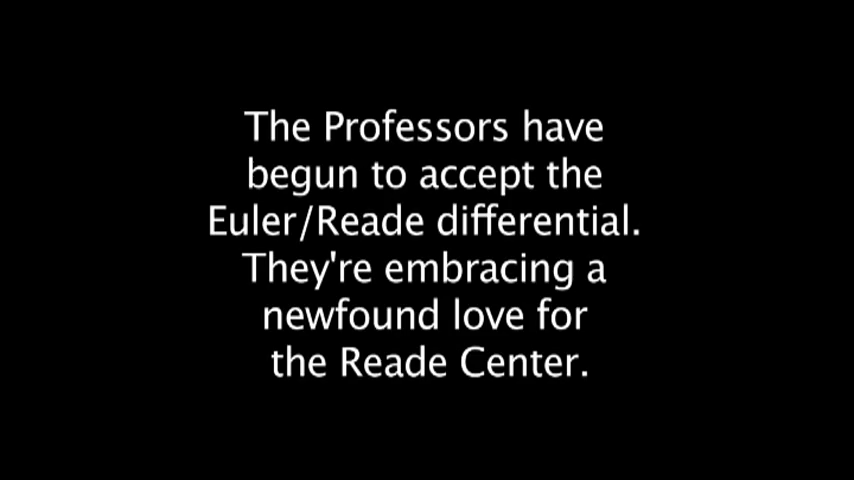 The Professors have
begun to accept the
Euler/Reade differential.
They're embracing a
newfound love for
the Reade Center.